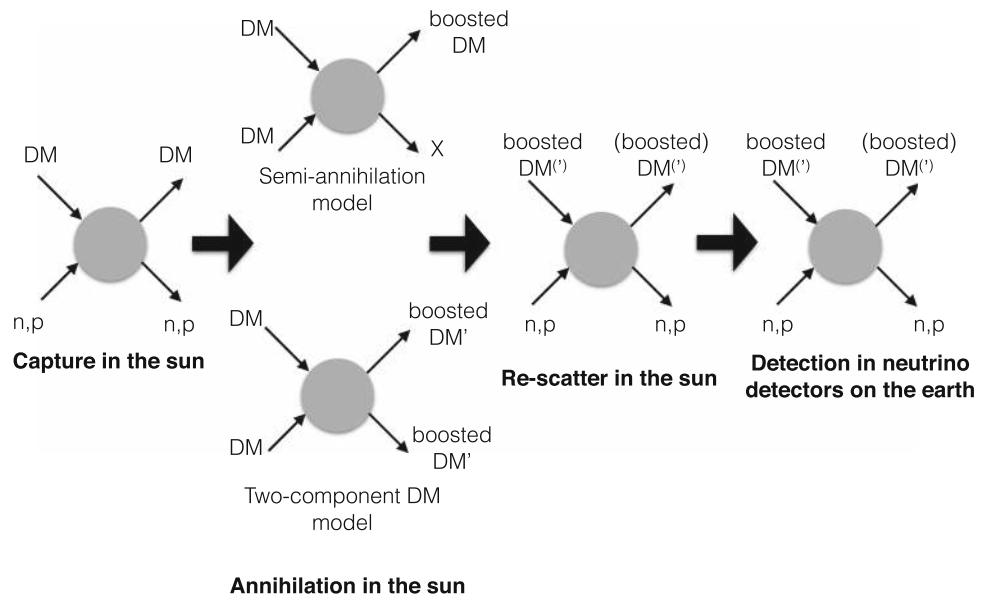 DM
DM
n,p
n,p
Capture in the sun
DM
boosted
DM
DM
X
Semi-annihilation
model
DM
boosted
DM'
DM
boosted
DM'
Two-component DM
model
Annihilation in the sun
boosted
DM(')
(boosted)
DM(')
n,p
n,p
Re-scatter in the sun
boosted
DM(')
(boosted)
DM(')
n,p
n,p
Detection in neutrino
detectors on the earth